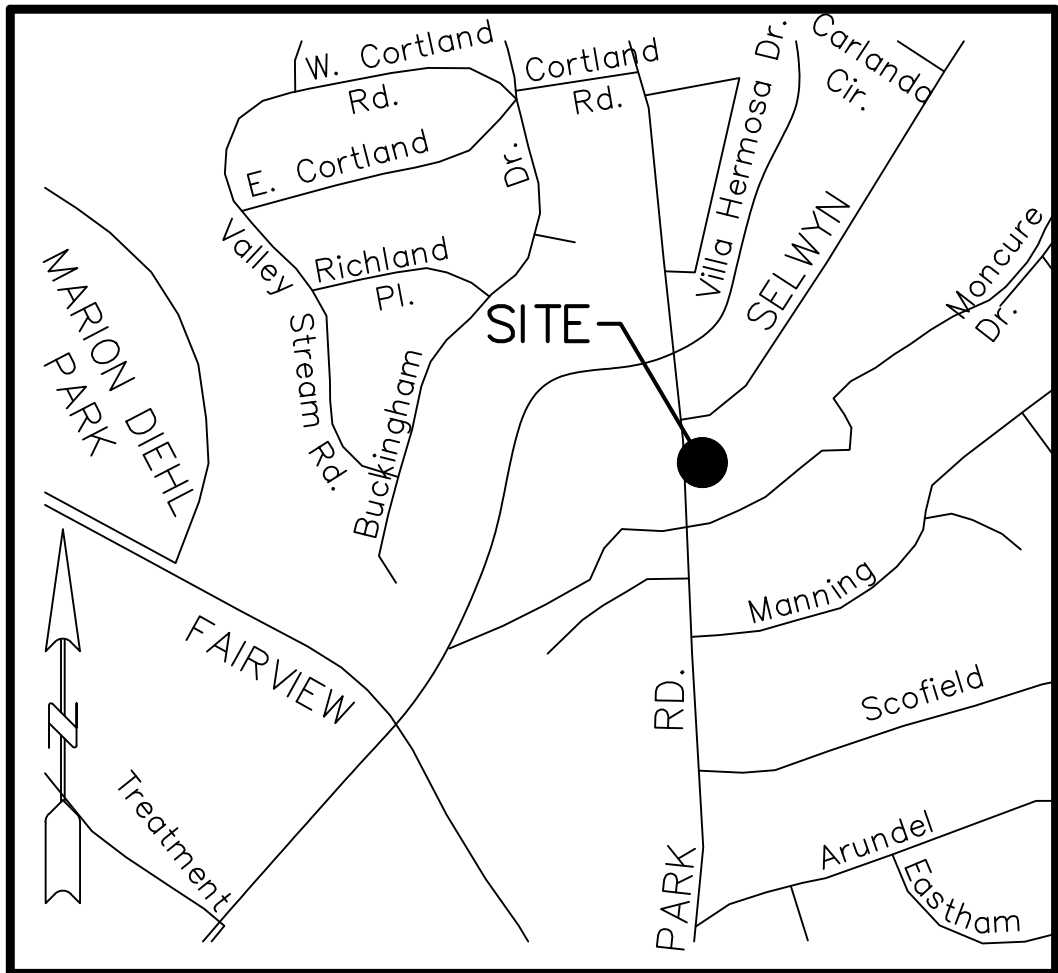 W. Cortland
Rd.
Cortland
Rd.
Villa Hermosa Dr.
Carlanda
Cir.
E. Cortland
Dr.
SELWYN
Moncure
Dr.
Valley
Stream Rd.
Richland
Pl.
MARION DIEHL
PARK
SITE
Buckingham
Manning
FAIRVIEW
RD.
Scofield
N
Treatment
Arundel
PARK
Eastham